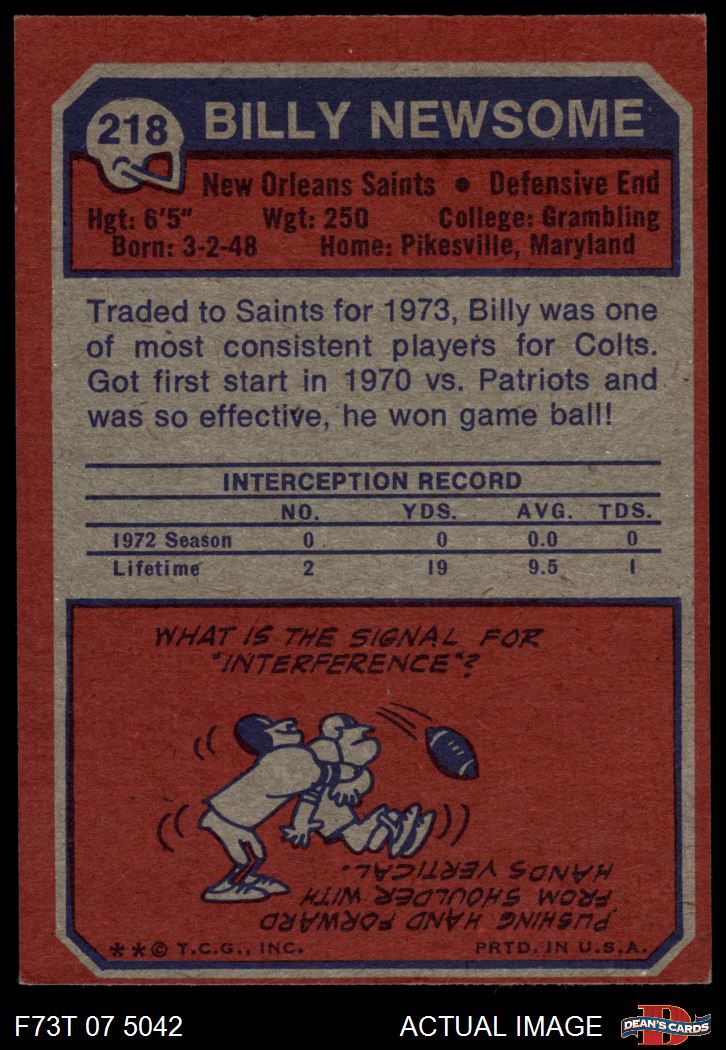 218
BILLY NEWSOME
New Orleans Saints • Defensive End
Hgt: 6'5" Wgt: 250 College: Grambling
Born: 3-2-48 Home: Pikesville, Maryland
Traded to Saints for 1973, Billy was one
of most consistent players for Colts.
Got first start in 1970 vs. Patriots and
was so effective, he won game ball!
INTERCEPTION RECORD
NO. YDS. AVG. TDS.
1972 Season 0 0 0.0 0
Lifetime 2 19 9.5 1
WHAT IS THE SIGNAL FOR
"INTERFERENCE"?
PUSHING HAND FORWARD
FROM SHOULDER WITH
HANDS VERTICAL.
**© T.C.G., INC. PRTD. IN U.S.A.
F73T 07 5042 ACTUAL IMAGE
D
DEAN'S CARDS